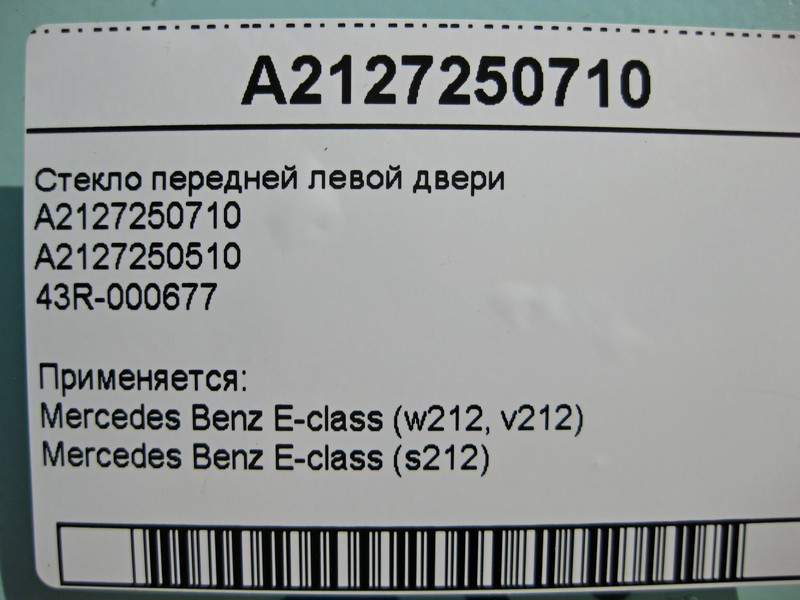 A2127250710
Стекло передней левой двери
A2127250710
A2127250510
43R-000677
Применяется:
Mercedes Benz E-class (w212, v212)
Mercedes Benz E-class (s212)